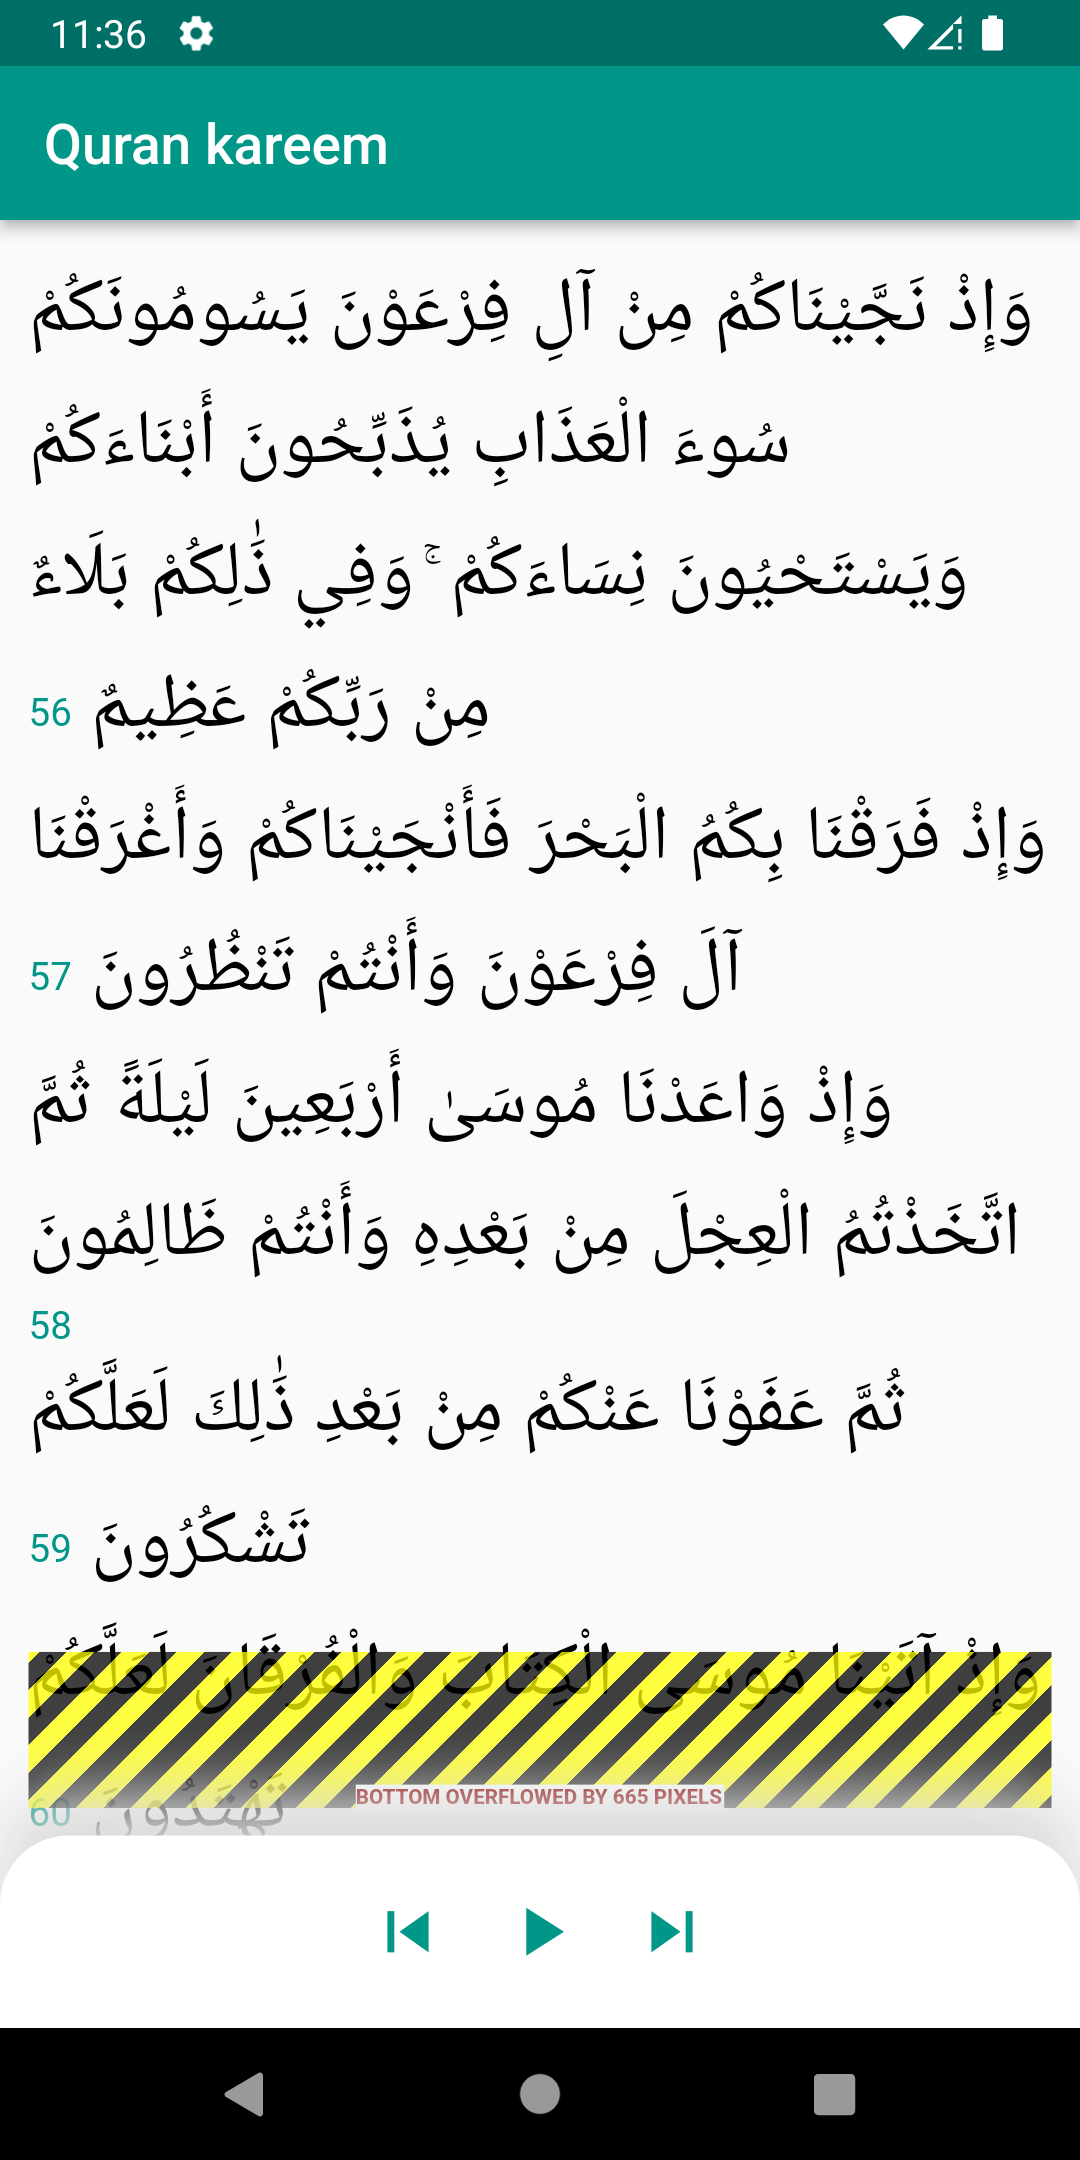 11:36
Quran kareem
وَإِذْ نَجَّيْنَاكُمْ مِنْ آلِ فِرْعَوْنَ يَسُومُونَكُمْ
سُوءَ الْعَذَابِ يُذَبِّحُونَ أَبْنَاءَكُمْ
وَيَسْتَحْيُونَ نِسَاءَكُمْ ۚ وَفِي ذَٰلِكُمْ بَلَاءٌ
مِنْ رَبِّكُمْ عَظِيمٌ 56
وَإِذْ فَرَقْنَا بِكُمُ الْبَحْرَ فَأَنْجَيْنَاكُمْ وَأَغْرَقْنَا
آلَ فِرْعَوْنَ وَأَنْتُمْ تَنْظُرُونَ 57
وَإِذْ وَاعَدْنَا مُوسَىٰ أَرْبَعِينَ لَيْلَةً ثُمَّ
اتَّخَذْتُمُ الْعِجْلَ مِنْ بَعْدِهِ وَأَنْتُمْ ظَالِمُونَ
58
ثُمَّ عَفَوْنَا عَنْكُمْ مِنْ بَعْدِ ذَٰلِكَ لَعَلَّكُمْ
تَشْكُرُونَ 59
وَإِذْ آتَيْنَا مُوسَى الْكِتَابَ وَالْفُرْقَانَ لَعَلَّكُمْ
تَهْتَدُونَ 60
BOTTOM OVERFLOWED BY 665 PIXELS